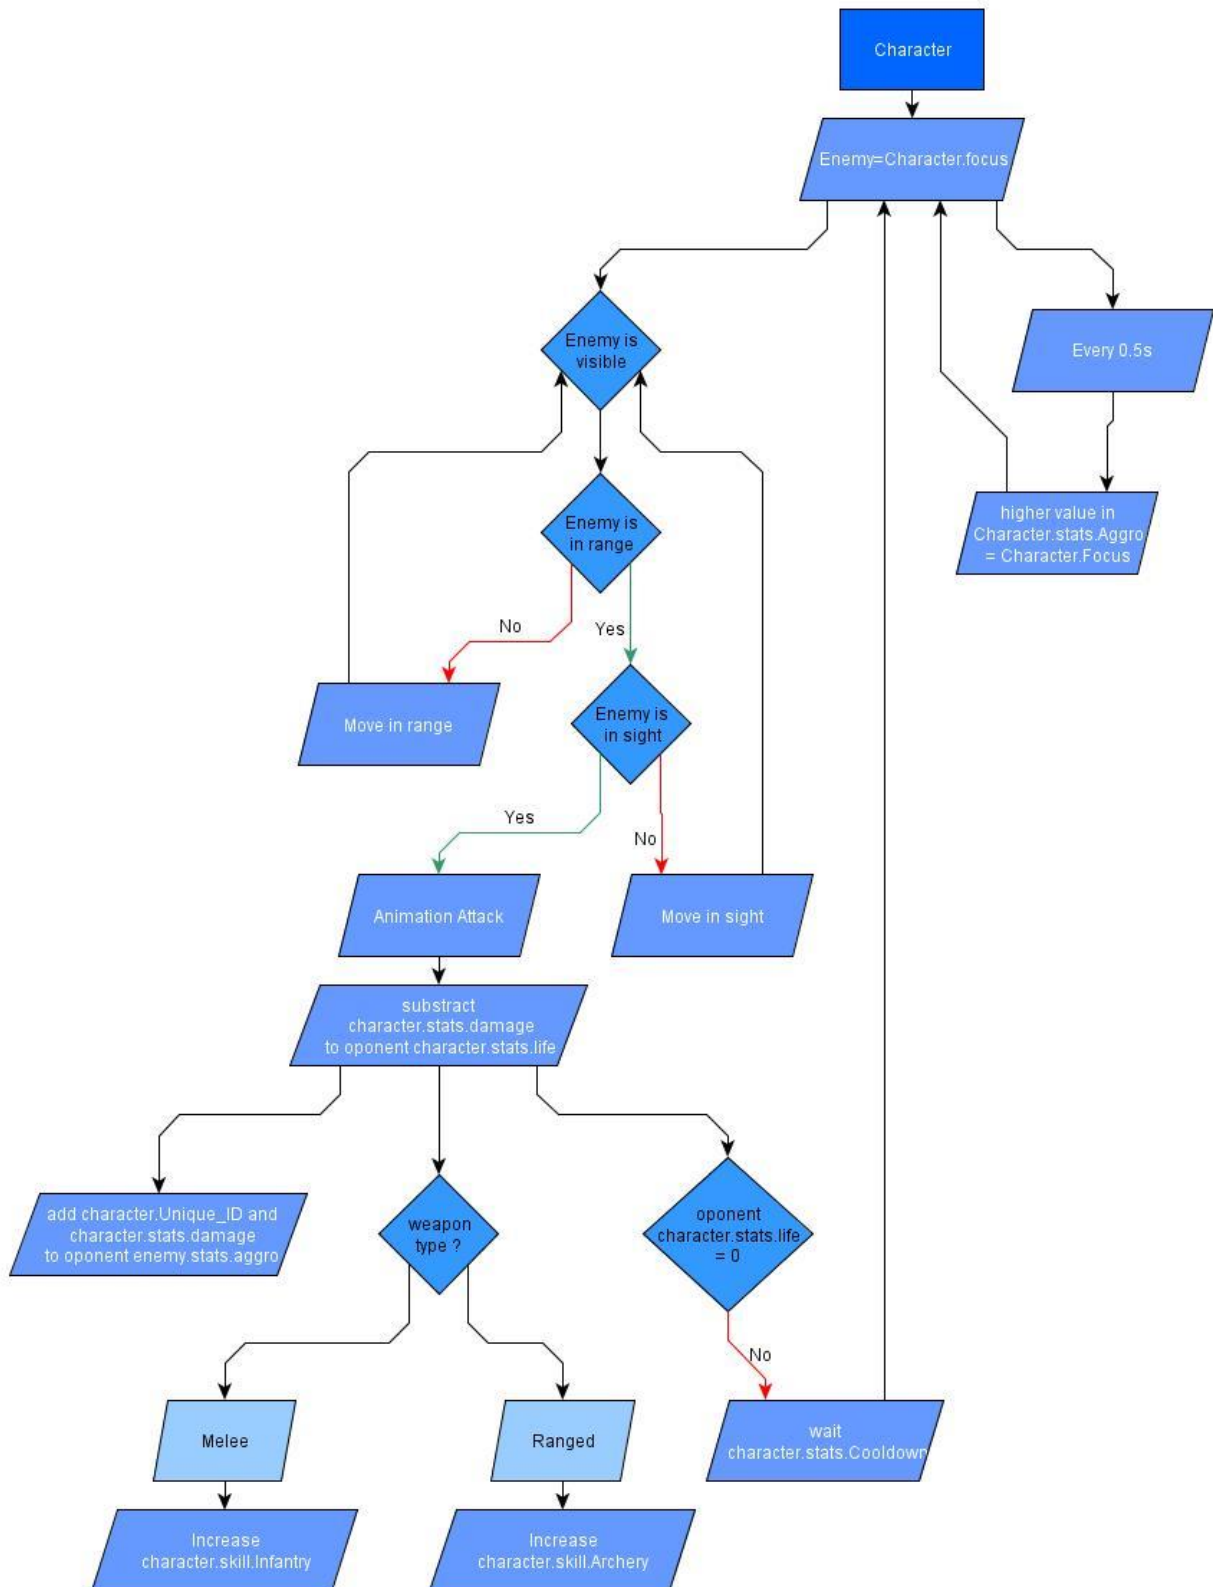 Character
Enemy=Character.focus
Enemy is
visible
Every 0.5s
Enemy is
in range
higher value in
Character.stats.Aggro
= Character.Focus
No
Yes
Move in range
Enemy is
in sight
Yes
No
Animation Attack
Move in sight
substract
character.stats.damage
to oponent character.stats.life
add character.Unique_ID and
character.stats.damage
to oponent enemy.stats.aggro
weapon
type ?
oponent
character.stats.life
= 0
No
Melee
Ranged
wait
character.stats.Cooldown
Increase
character.skill.Infantry
Increase
character.skill.Archery